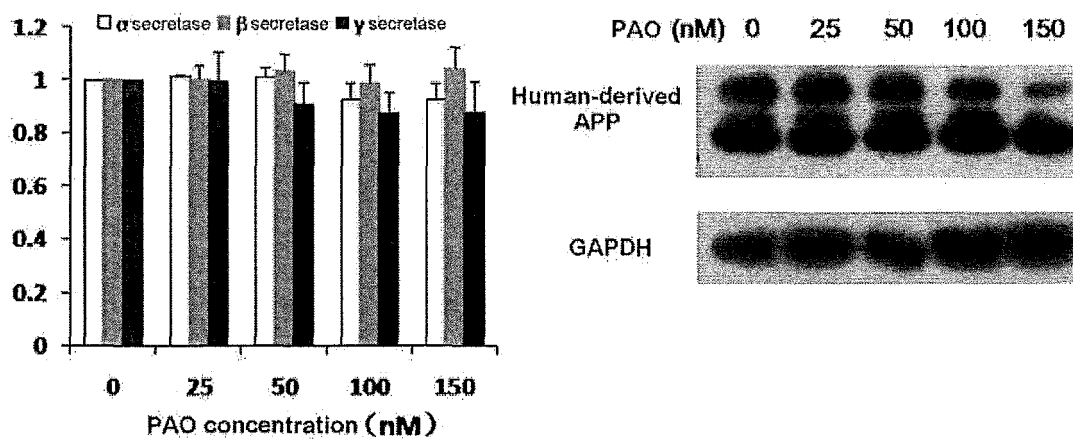 α secretase β secretase γ secretase
1.2
1
0.8
0.6
0.4
0.2
0
0 25 50 100 150
PAO concentration (nM)
PAO (nM) 0 25 50 100 150
Human-derived
APP
GAPDH